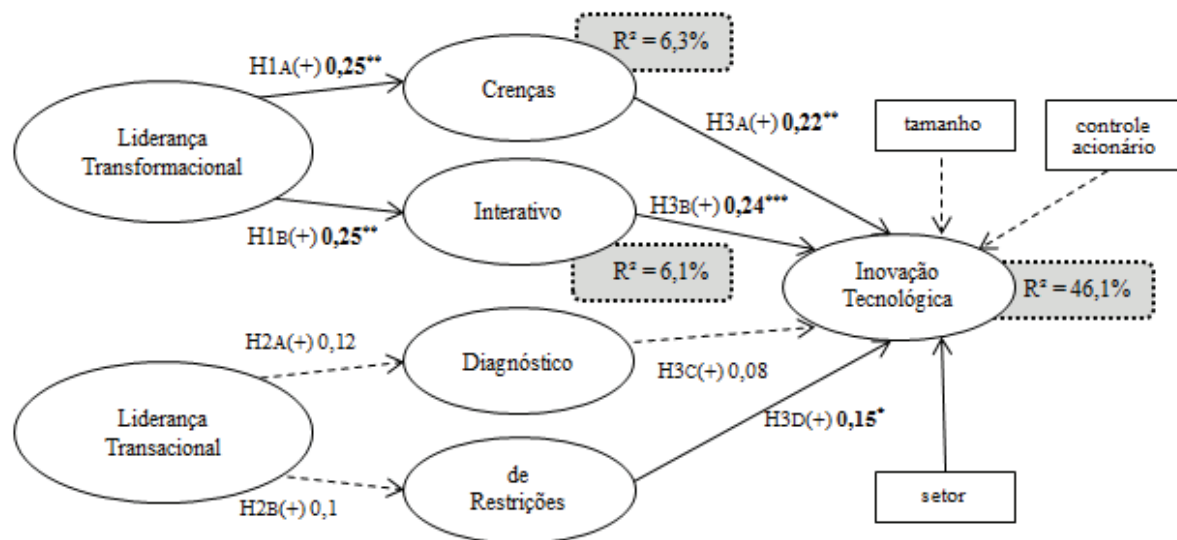 R² = 6,3%
H1A(+) 0,25**
Crenças
Liderança
Transformacional
H3A(+) 0,22**
tamanho
controle
acionário
Interativo
H3B(+) 0,24***
H1B(+) 0,25**
R² = 6,1%
Inovação
Tecnológica
R² = 46,1%
H2A(+) 0,12
Diagnóstico
H3C(+) 0,08
Liderança
Transacional
H3D(+) 0,15*
de
Restrições
H2B(+) 0,1
setor